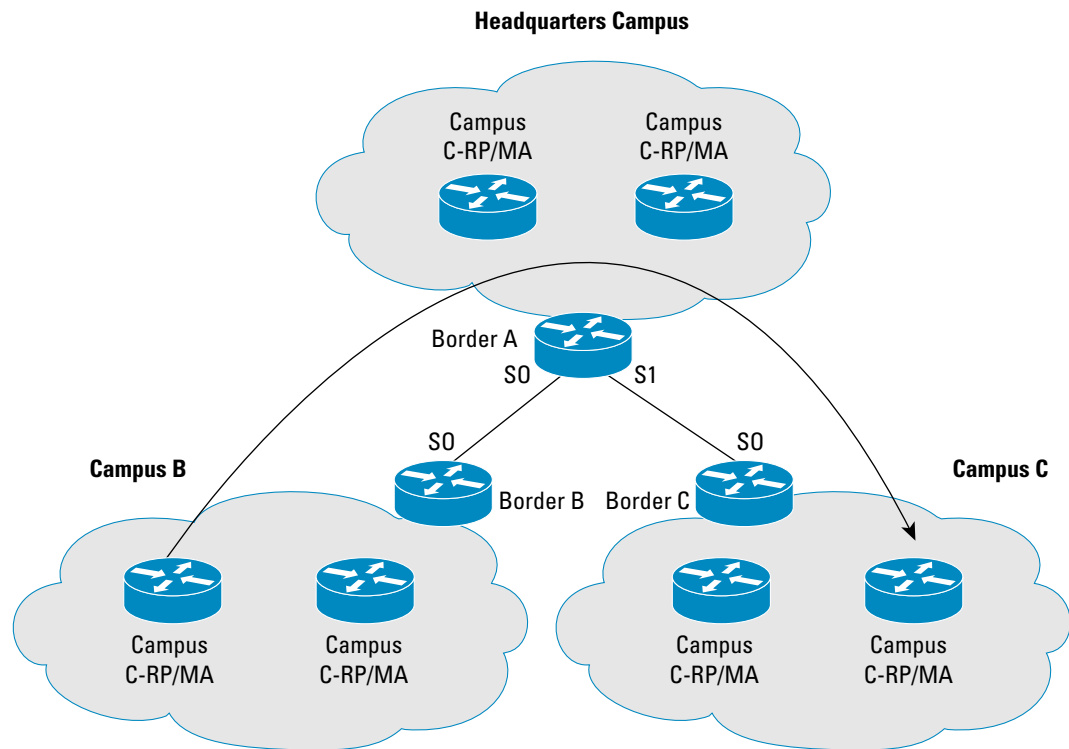 Headquarters Campus
Campus
C-RP/MA
Campus
C-RP/MA
Border A
S0
S1
S0
S0
Campus B
Campus C
Border B
Border C
Campus
C-RP/MA
Campus
C-RP/MA
Campus
C-RP/MA
Campus
C-RP/MA